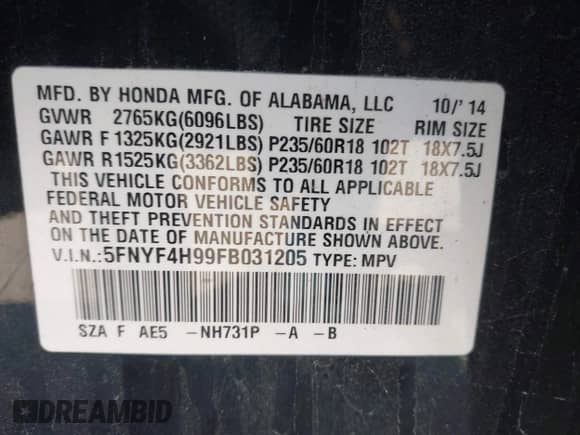 MFD. BY HONDA MFG. OF ALABAMA, LLC 10/'14
GVWR 2765KG(6096LBS) TIRE SIZE RIM SIZE
GAWR F 1325KG(2921LBS) P235/60R18 102T 18X7.5J
GAWR R1525KG(3362LBS) P235/60R18 102T 18X7.5J
THIS VEHICLE CONFORMS TO ALL APPLICABLE
FEDERAL MOTOR VEHICLE SAFETY
AND THEFT PREVENTION STANDARDS IN EFFECT
ON THE DATE OF MANUFACTURE SHOWN ABOVE.
V.I.N.:5FNYF4H99FB031205 TYPE: MPV
SZA F AE5 -NH731P -A -B
DREAMBID